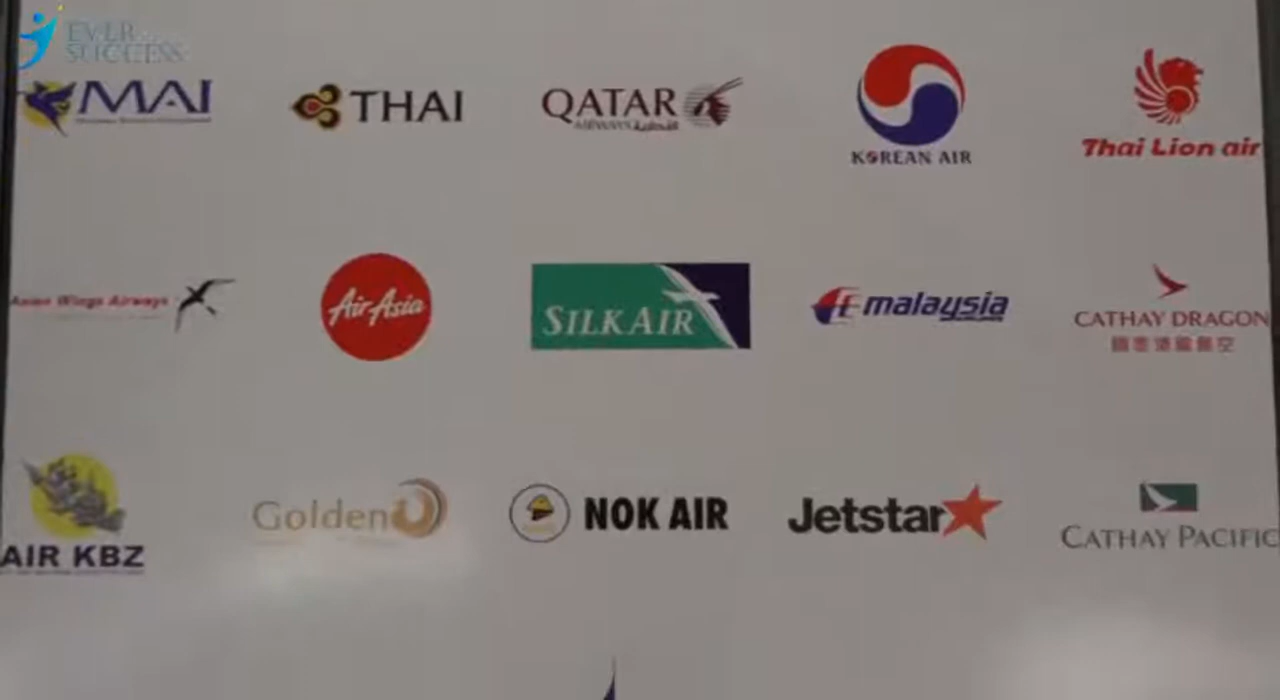 EVER
SUCCESS
MAI
THAI
QATAR
AIRWAYS القطرية
KOREAN AIR
Thai Lion air
Asian Wings Airways
AirAsia
SILKAIR
malaysia
CATHAY DRAGON
Golden
NOK AIR
Jetstar
AIR KBZ
CATHAY PACIFIC